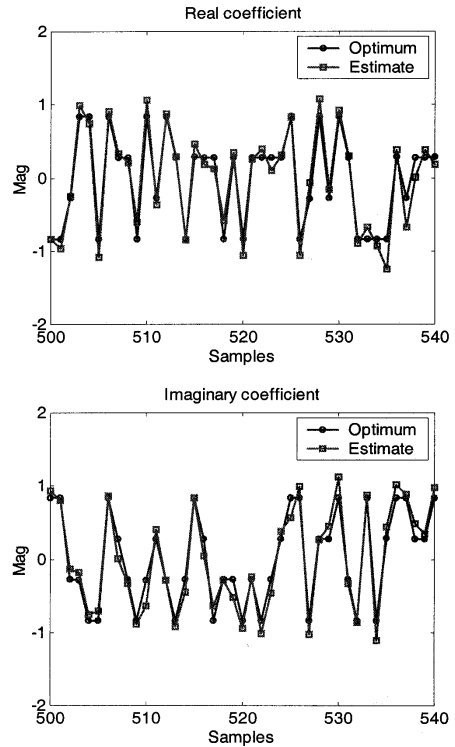 Real coefficient
2
Optimum
Estimate
1
0
-1
-2
Mag
500
510
520
530
540
Samples
Imaginary coefficient
2
Optimum
Estimate
1
0
-1
-2
Mag
500
510
520
530
540
Samples